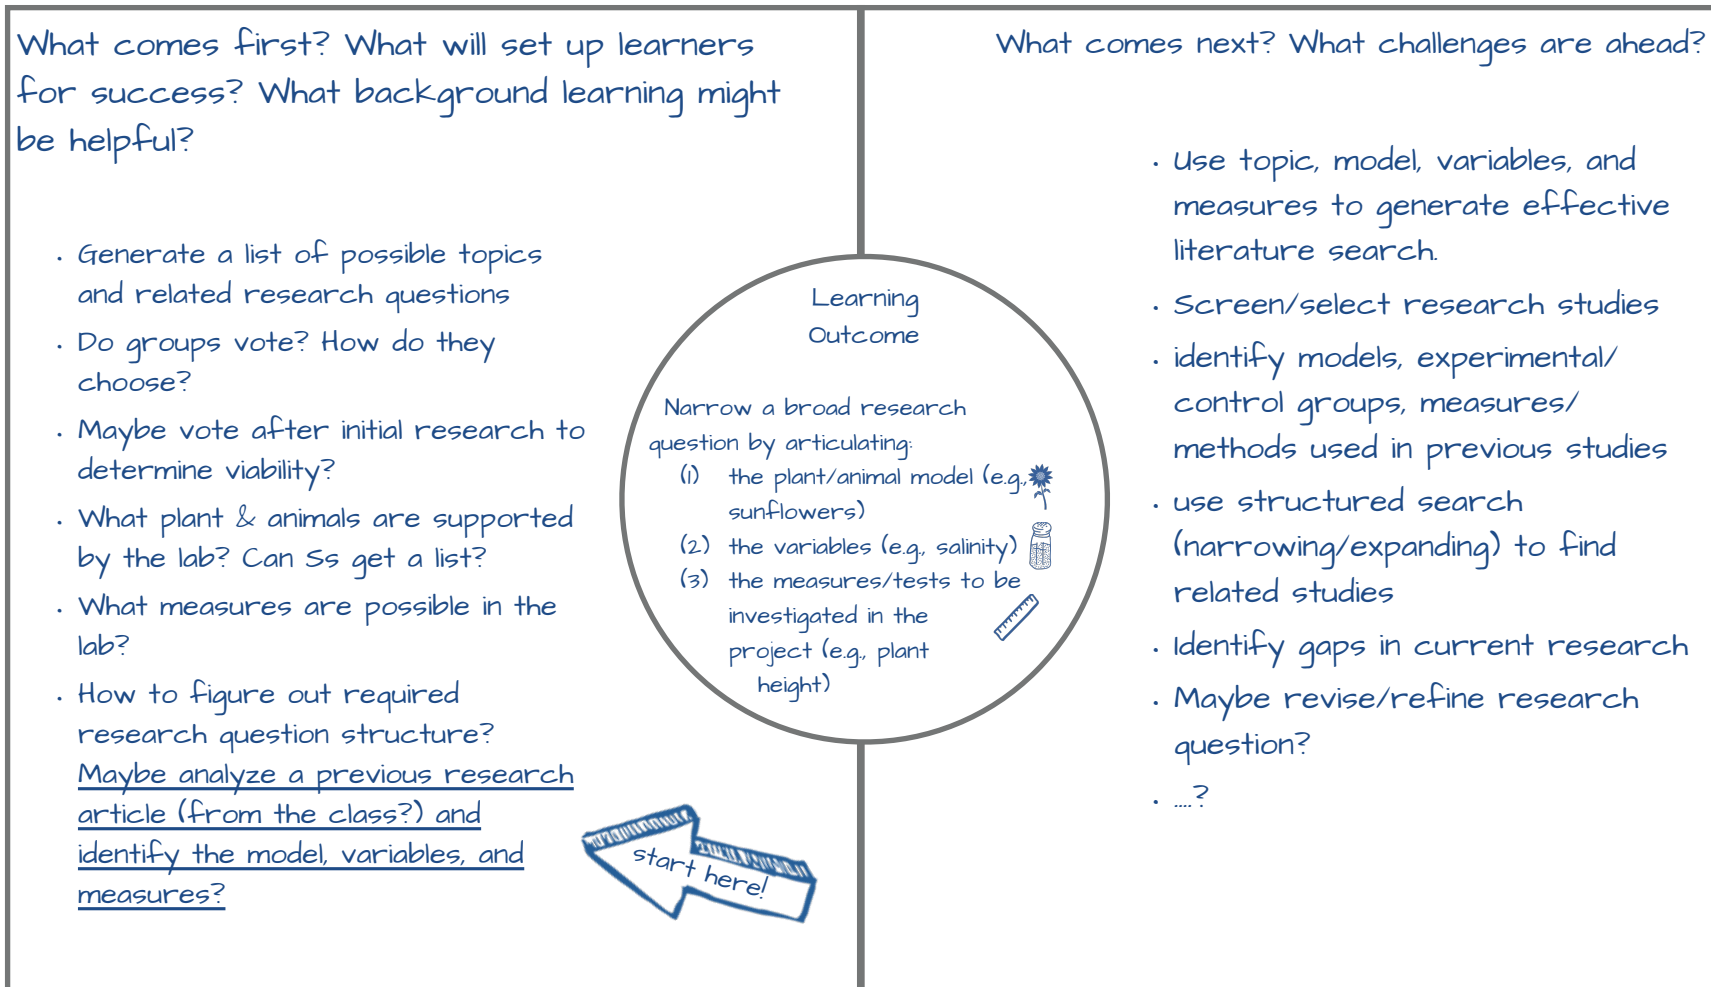 What comes first? What will set up learners
for success? What background learning might
be helpful?
· Generate a list of possible topics
and related research questions
· Do groups vote? How do they
choose?
· Maybe vote after initial research to
determine viability?
· What plant & animals are supported
by the lab? Can Ss get a list?
· What measures are possible in the
lab?
· How to figure out required
research question structure?
Maybe analyze a previous research
article (from the class?) and
identify the model, variables, and
measures?
start here!
Learning
Outcome
Narrow a broad research
question by articulating:
(1) the plant/animal model (e.g.,
sunflowers)
(2) the variables (e.g., salinity)
(3) the measures/tests to be
investigated in the
project (e.g., plant
height)
What comes next? What challenges are ahead?
· Use topic, model, variables, and
measures to generate effective
literature search.
· Screen/select research studies
· identify models, experimental/
control groups, measures/
methods used in previous studies
· use structured search
(narrowing/expanding) to find
related studies
· Identify gaps in current research
· Maybe revise/refine research
question?
· ....?